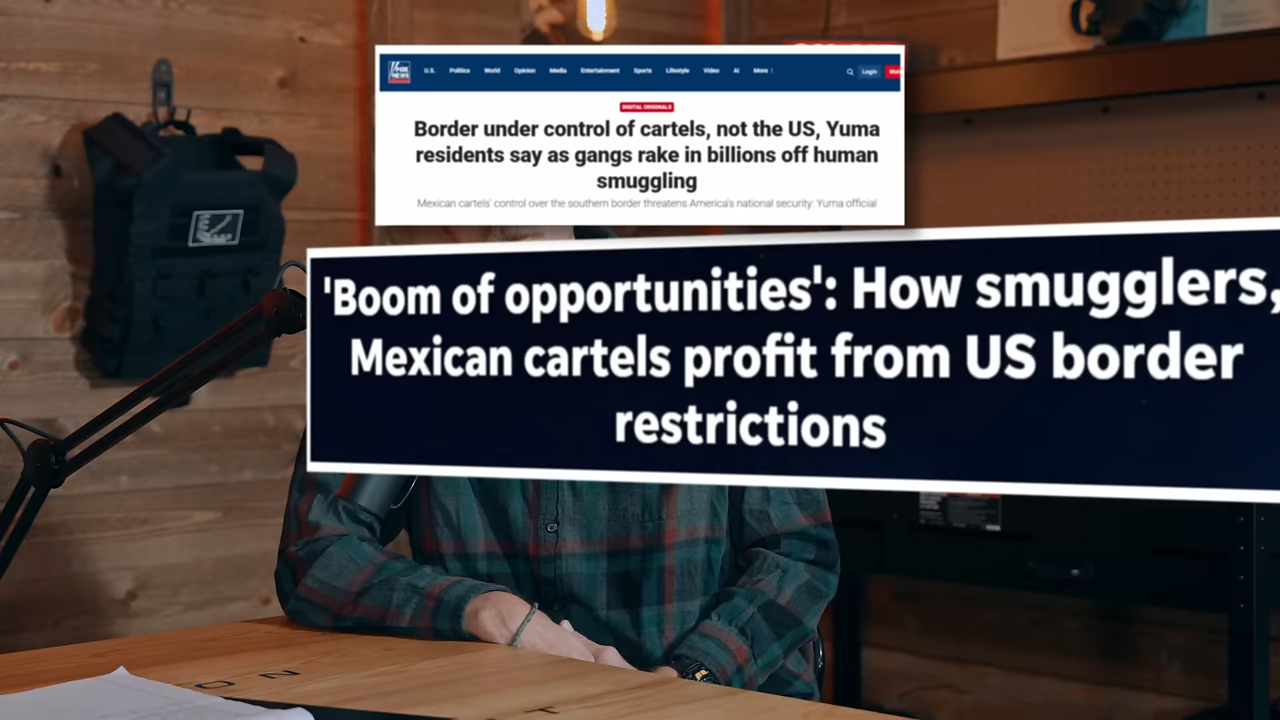 FOX NEWS
U.S. Politics World Opinion Media Entertainment Sports Lifestyle Video AI More Login
DIGITAL ORIGINALS
Border under control of cartels, not the US, Yuma
residents say as gangs rake in billions off human
smuggling
Mexican cartels' control over the southern border threatens America's national security: Yuma official
'Boom of opportunities': How smugglers,
Mexican cartels profit from US border
restrictions